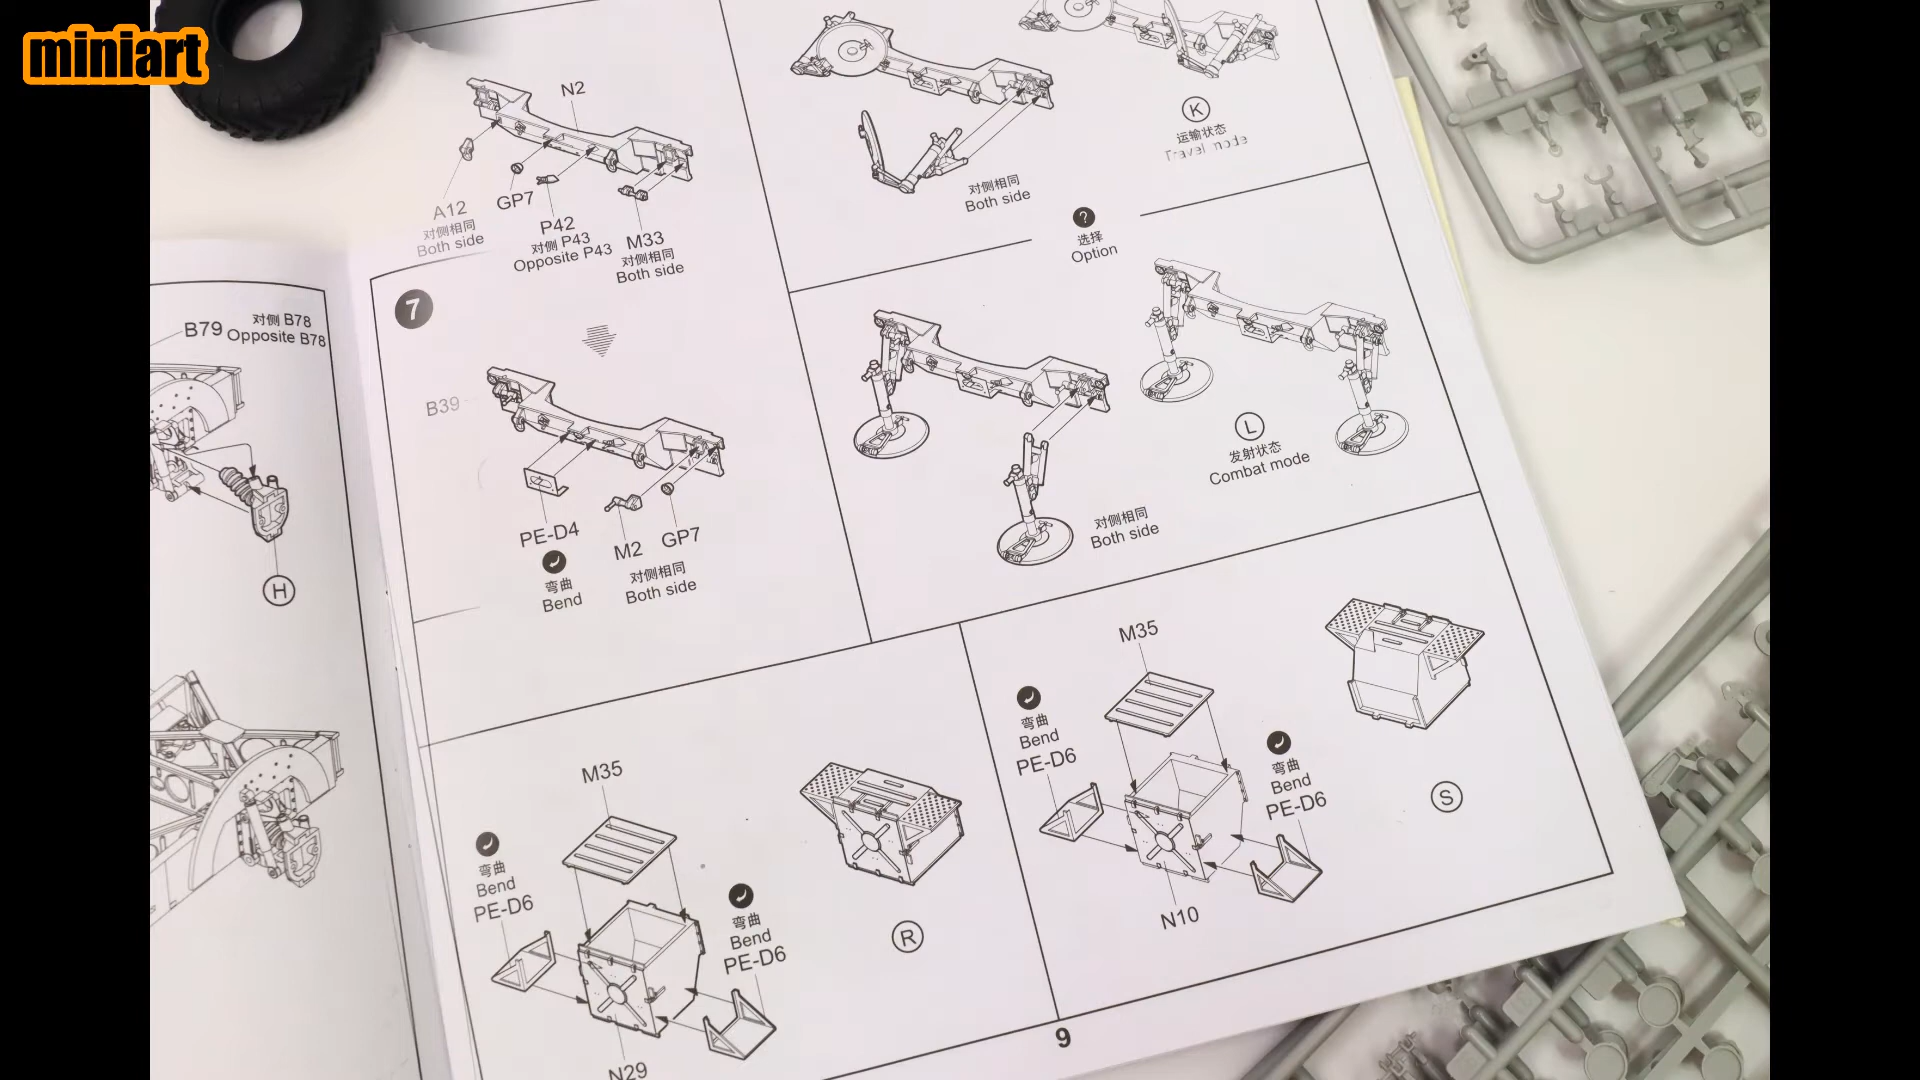 miniart
N2
A12
对侧相同
Both side
GP7
P42
对侧 P43
Opposite P43
M33
对侧相同
Both side
对侧相同
Both side
K
运输状态
Travel mode
?
选择
Option
B79
对侧 B78
Opposite B78
H
7
B39
PE-D4
弯曲
Bend
M2
GP7
对侧相同
Both side
对侧相同
Both side
L
发射状态
Combat mode
M35
弯曲
Bend
PE-D6
弯曲
Bend
PE-D6
N29
R
M35
弯曲
Bend
PE-D6
弯曲
Bend
PE-D6
N10
S
9